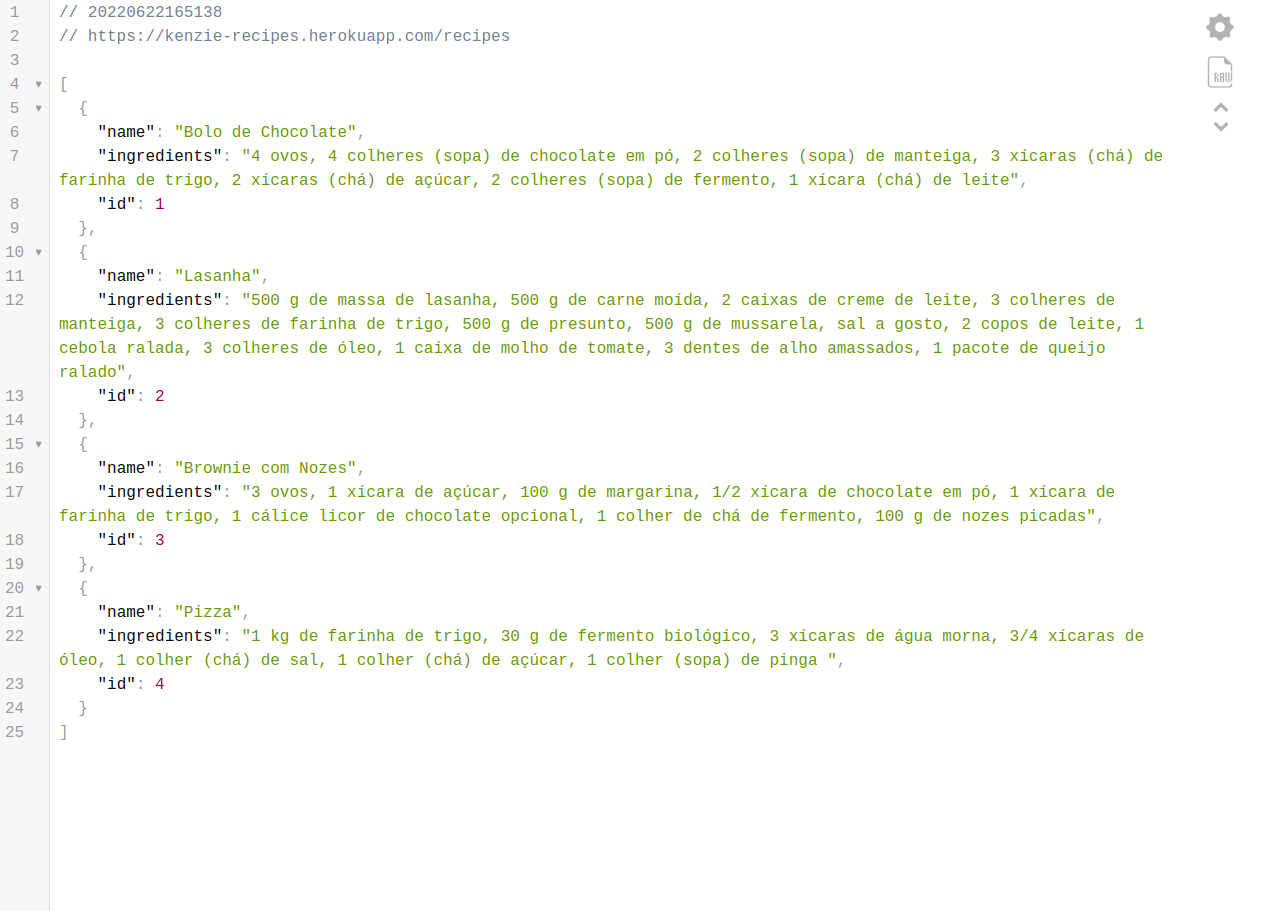 1 // 20220622165138
2 // https://kenzie-recipes.herokuapp.com/recipes
3
4 [
5 {
6 "name": "Bolo de Chocolate",
7 "ingredients": "4 ovos, 4 colheres (sopa) de chocolate em pó, 2 colheres (sopa) de manteiga, 3 xícaras (chá) de
farinha de trigo, 2 xícaras (chá) de açúcar, 2 colheres (sopa) de fermento, 1 xícara (chá) de leite",
8 "id": 1
9 },
10 {
11 "name": "Lasanha",
12 "ingredients": "500 g de massa de lasanha, 500 g de carne moída, 2 caixas de creme de leite, 3 colheres de
manteiga, 3 colheres de farinha de trigo, 500 g de presunto, 500 g de mussarela, sal a gosto, 2 copos de leite, 1
cebola ralada, 3 colheres de óleo, 1 caixa de molho de tomate, 3 dentes de alho amassados, 1 pacote de queijo
ralado",
13 "id": 2
14 },
15 {
16 "name": "Brownie com Nozes",
17 "ingredients": "3 ovos, 1 xícara de açúcar, 100 g de margarina, 1/2 xícara de chocolate em pó, 1 xícara de
farinha de trigo, 1 cálice licor de chocolate opcional, 1 colher de chá de fermento, 100 g de nozes picadas",
18 "id": 3
19 },
20 {
21 "name": "Pizza",
22 "ingredients": "1 kg de farinha de trigo, 30 g de fermento biológico, 3 xícaras de água morna, 3/4 xícaras de
óleo, 1 colher (chá) de sal, 1 colher (chá) de açúcar, 1 colher (sopa) de pinga ",
23 "id": 4
24 }
25 ]
RAW